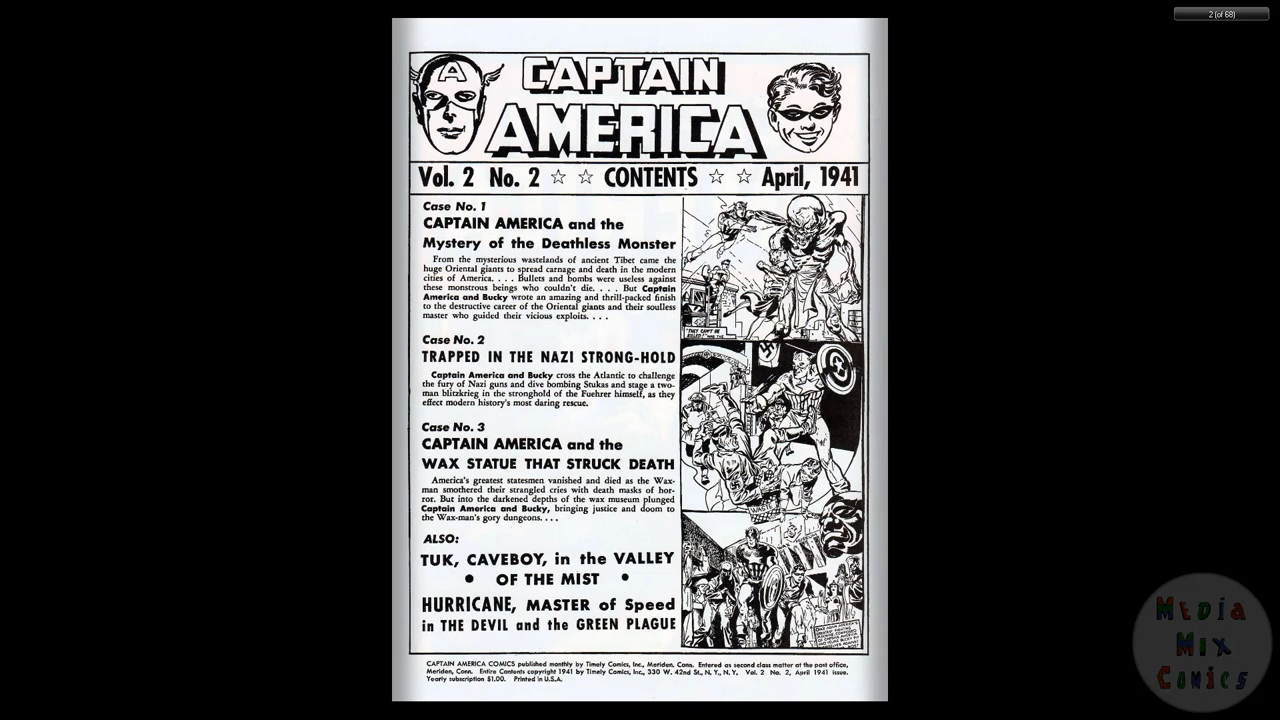 2 (of 68)
CAPTAIN
AMERICA
Vol. 2 No. 2 ☆ ☆ CONTENTS ☆ ☆ April, 1941
Case No. 1
CAPTAIN AMERICA and the
Mystery of the Deathless Monster
From the mysterious wastelands of ancient Tibet came the
huge Oriental giants to spread carnage and death in the modern
cities of America. . . . Bullets and bombs were useless against
these monstrous beings who couldn't die. . . . But Captain
America and Bucky wrote an amazing and thrill-packed finish
to the destructive career of the Oriental giants and their soulless
master who guided their vicious exploits. . . .
Case No. 2
TRAPPED IN THE NAZI STRONG-HOLD
Captain America and Bucky cross the Atlantic to challenge
the fury of Nazi guns and dive bombing Stukas and stage a two-
man blitzkrieg in the stronghold of the Fuehrer himself, as they
effect modern history's most daring rescue.
Case No. 3
CAPTAIN AMERICA and the
WAX STATUE THAT STRUCK DEATH
America's greatest statesmen vanished and died as the Wax-
man smothered their strangled cries with death masks of hor-
ror. But into the darkened depths of the wax museum plunged
Captain America and Bucky, bringing justice and doom to
the Wax-man's gory dungeons. . . .
ALSO:
TUK, CAVEBOY, in the VALLEY
• OF THE MIST •
HURRICANE, MASTER of Speed
in THE DEVIL and the GREEN PLAGUE
A
"THEY CAN'T BE
KILLED!"
WASTE
CAPTAIN AMERICA COMICS published monthly by Timely Comics, Inc., Meriden, Conn. Entered as second class matter at the post office,
Meriden, Conn. Entire Contents copyright 1941 by Timely Comics, Inc., 330 W. 42nd St., N. Y., N. Y. Vol. 2 No. 2, April 1941 issue.
Yearly subscription $1.00. Printed in U.S.A.
MEDIA
MIX
COMICS